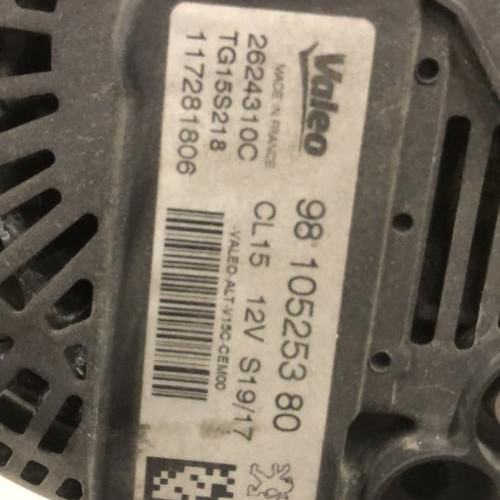 Valeo
MADE IN FRANCE
2624310C
TG15S218
117281806
98 105253 80
CL15 12V S19/17
-VALEO-ALT-V15C-CEM00